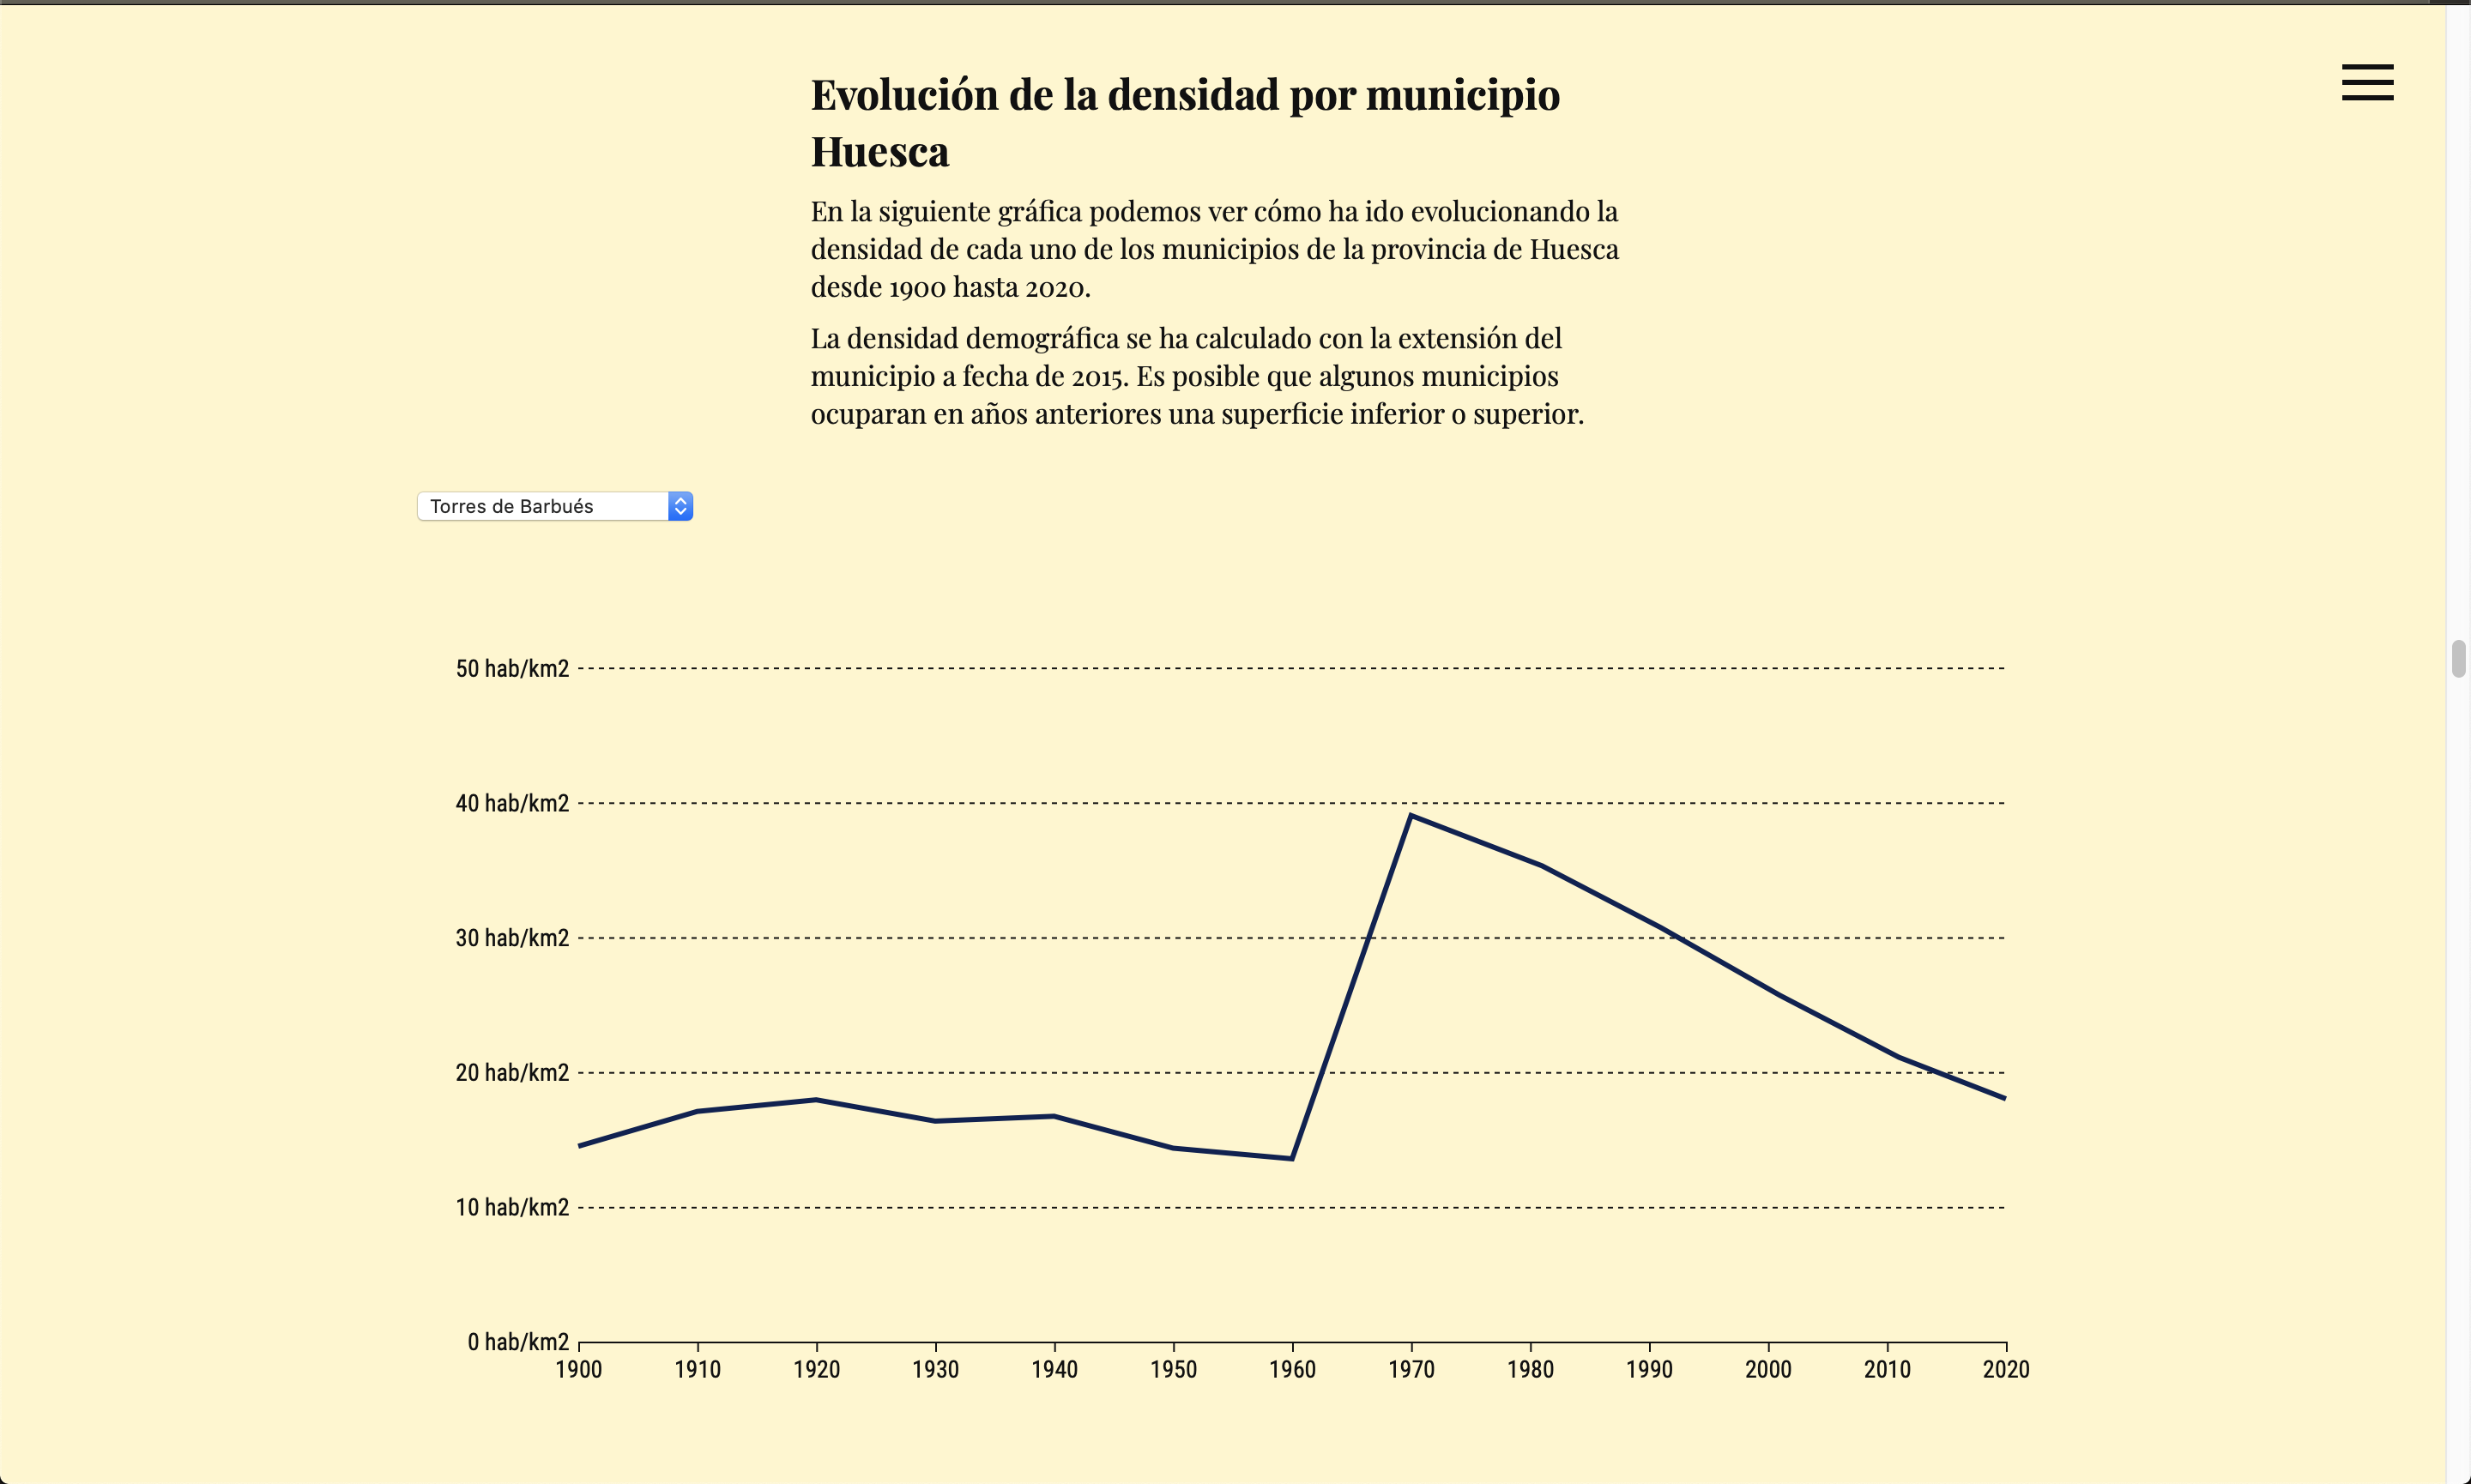 Evolución de la densidad por municipio
Huesca
En la siguiente gráfica podemos ver cómo ha ido evolucionando la
densidad de cada uno de los municipios de la provincia de Huesca
desde 1900 hasta 2020.
La densidad demográfica se ha calculado con la extensión del
municipio a fecha de 2015. Es posible que algunos municipios
ocuparan en años anteriores una superficie inferior o superior.
Torres de Barbués
50 hab/km2
40 hab/km2
30 hab/km2
20 hab/km2
10 hab/km2
0 hab/km2
1900 1910 1920 1930 1940 1950 1960 1970 1980 1990 2000 2010 2020